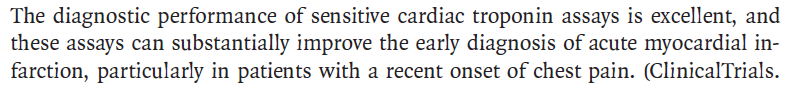 The diagnostic performance of sensitive cardiac troponin assays is excellent, and
these assays can substantially improve the early diagnosis of acute myocardial in-
farction, particularly in patients with a recent onset of chest pain. (ClinicalTrials.